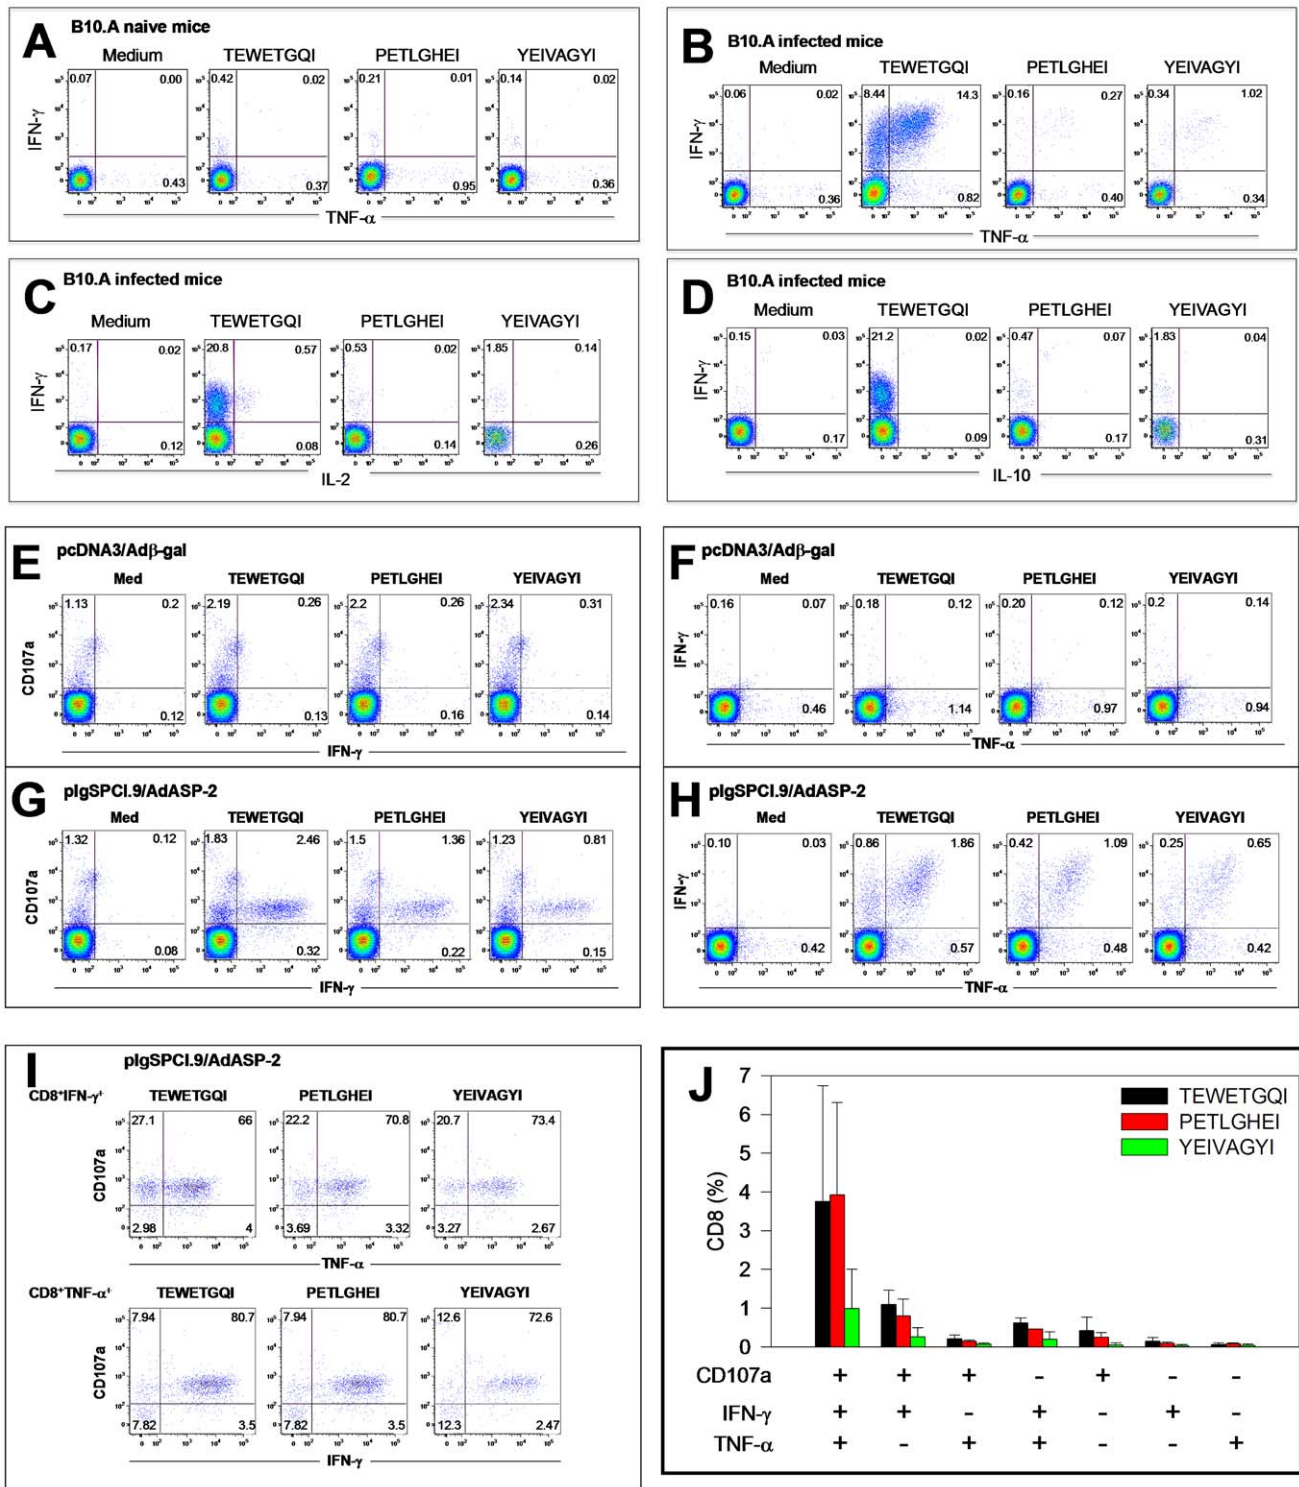 A B10.A naive mice
Medium TEWETGQI PETLGHEI YEIVAGYI
0.07 0.00 0.42 0.02 0.21 0.01 0.14 0.02
IFN-γ
0.43 0.37 0.95 0.36
TNF-α
B B10.A infected mice
Medium TEWETGQI PETLGHEI YEIVAGYI
0.06 0.02 8.44 14.3 0.16 0.27 0.34 1.02
IFN-γ
0.36 0.82 0.40 0.34
TNF-α
C B10.A infected mice
Medium TEWETGQI PETLGHEI YEIVAGYI
0.17 0.02 20.8 0.57 0.53 0.02 1.85 0.14
IFN-γ
0.12 0.08 0.14 0.26
IL-2
D B10.A infected mice
Medium TEWETGQI PETLGHEI YEIVAGYI
0.15 0.03 21.2 0.02 0.47 0.07 1.83 0.04
IFN-γ
0.17 0.09 0.17 0.31
IL-10
E pcDNA3/Adβ-gal
Med TEWETGQI PETLGHEI YEIVAGYI
1.13 0.2 2.19 0.26 2.2 0.26 2.34 0.31
CD107a
0.12 0.13 0.16 0.14
IFN-γ
F pcDNA3/Adβ-gal
Med TEWETGQI PETLGHEI YEIVAGYI
0.16 0.07 0.18 0.12 0.20 0.12 0.2 0.14
IFN-γ
0.46 1.14 0.97 0.94
TNF-α
G pIgSPCl.9/AdASP-2
Med TEWETGQI PETLGHEI YEIVAGYI
1.32 0.12 1.83 2.46 1.5 1.36 1.23 0.81
CD107a
0.08 0.32 0.22 0.15
IFN-γ
H pIgSPCl.9/AdASP-2
Med TEWETGQI PETLGHEI YEIVAGYI
0.10 0.03 0.86 1.86 0.42 1.09 0.25 0.65
IFN-γ
0.42 0.57 0.48 0.42
TNF-α
I pIgSPCl.9/AdASP-2
CD8⁺IFN-γ⁺ TEWETGQI PETLGHEI YEIVAGYI
27.1 66 22.2 70.8 20.7 73.4
CD107a
2.98 4 3.69 3.32 3.27 2.67
TNF-α
CD8⁺TNF-α⁺ TEWETGQI PETLGHEI YEIVAGYI
7.94 80.7 7.94 80.7 12.6 72.6
CD107a
7.82 3.5 7.82 3.5 12.3 2.47
IFN-γ
J
7
6
5
4
3
2
1
0
CD8 (%)
TEWETGQI
PETLGHEI
YEIVAGYI
CD107a + + + - + - -
IFN-γ + + - + - + -
TNF-α + - + + - - +